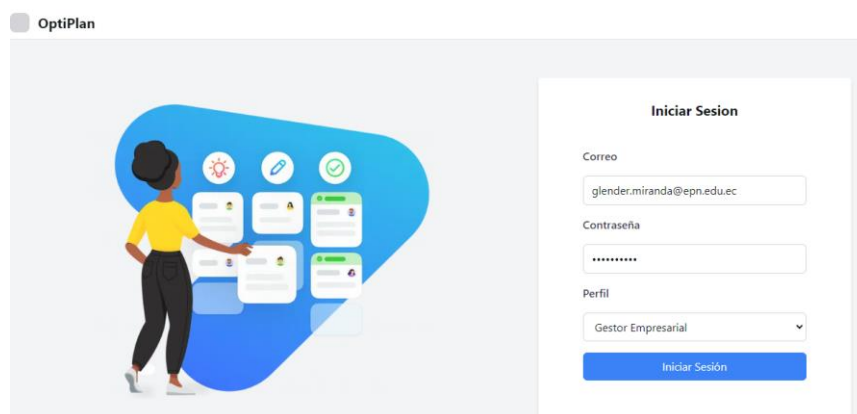 OptiPlan
Iniciar Sesion
Correo
glender.miranda@epn.edu.ec
Contraseña
••••••••••
Perfil
Gestor Empresarial
Iniciar Sesión